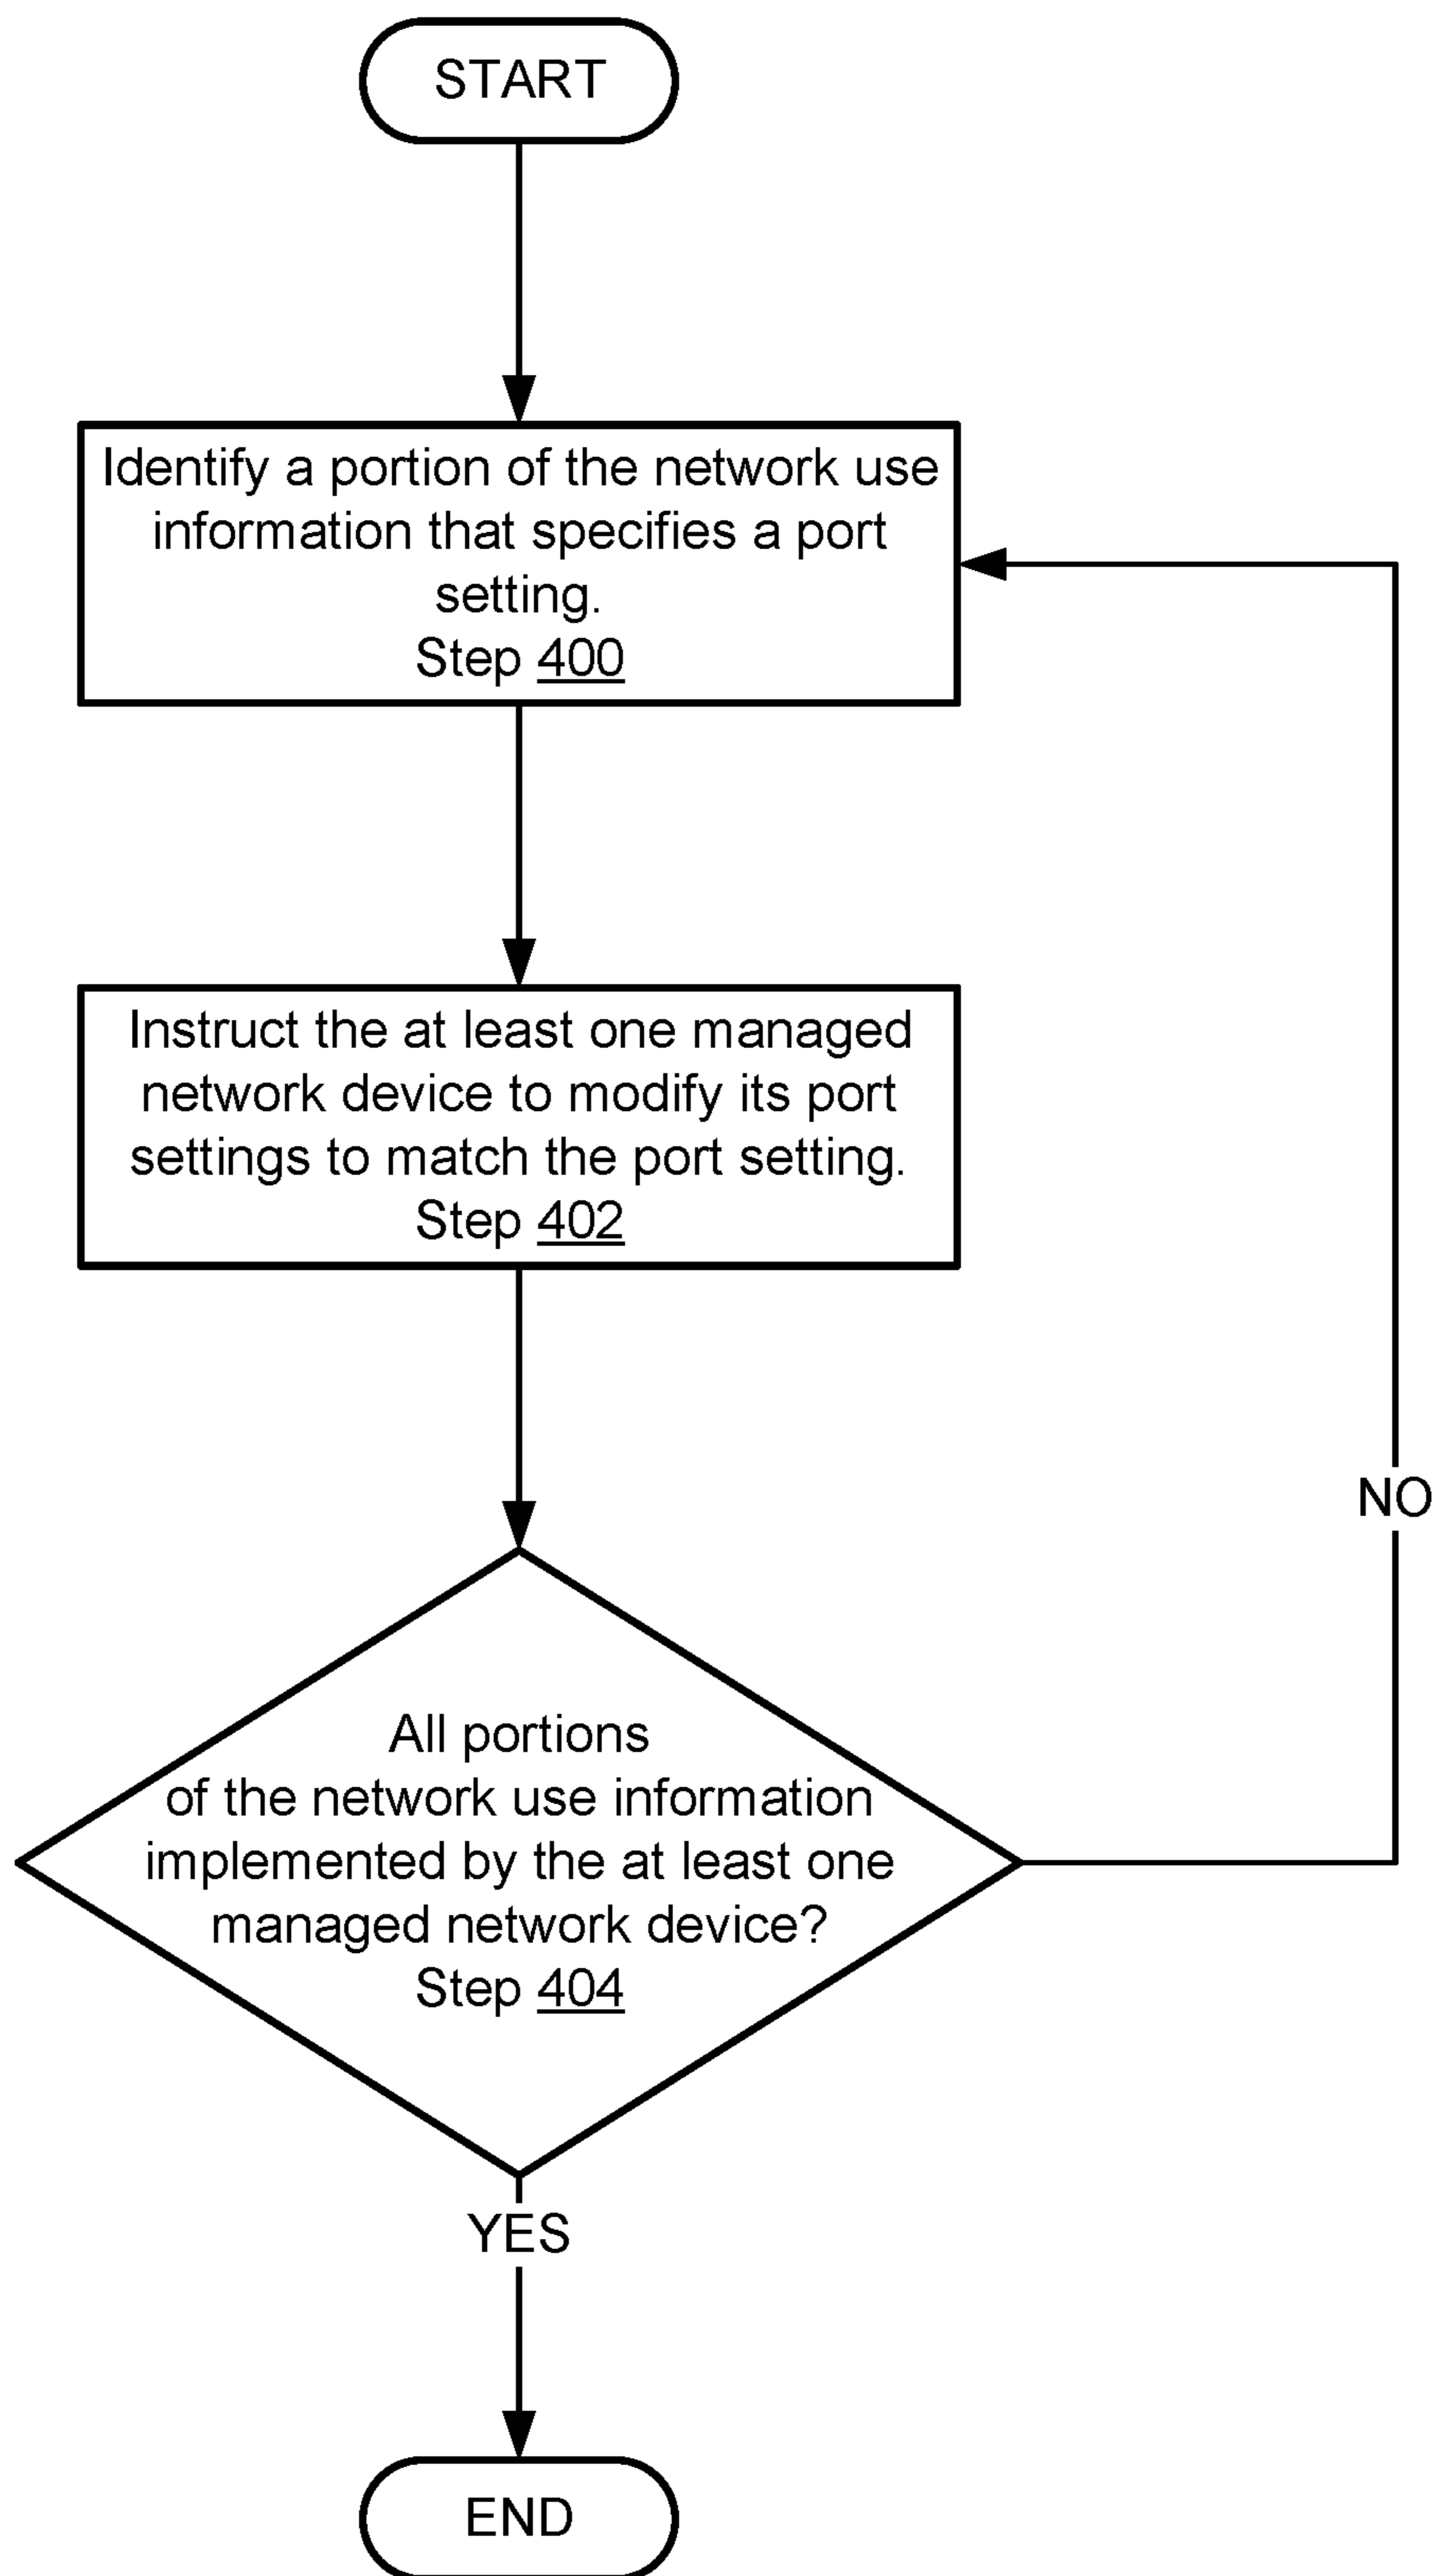 START
Identify a portion of the network use
information that specifies a port
setting.
Step 400
Instruct the at least one managed
network device to modify its port
settings to match the port setting.
Step 402
NO
All portions
of the network use information
implemented by the at least one
managed network device?
Step 404
YES
END